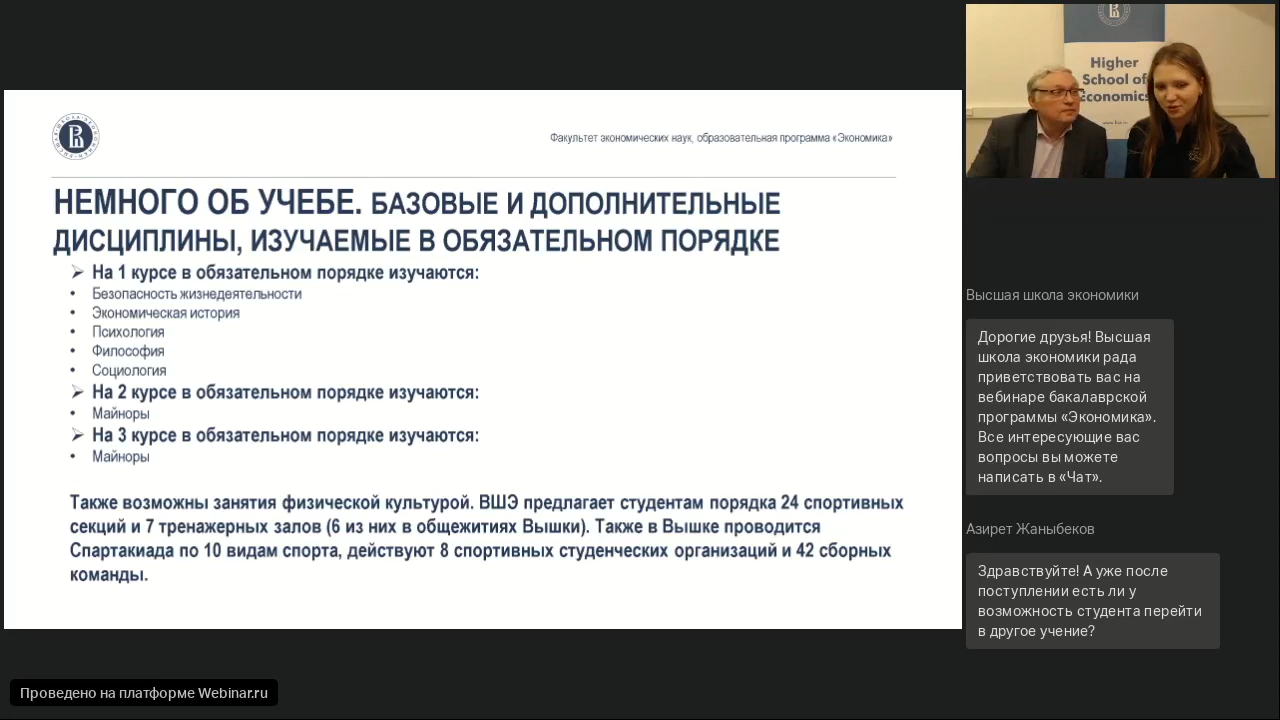 Факультет экономических наук, образовательная программа «Экономика»
НЕМНОГО ОБ УЧЕБЕ. БАЗОВЫЕ И ДОПОЛНИТЕЛЬНЫЕ
ДИСЦИПЛИНЫ, ИЗУЧАЕМЫЕ В ОБЯЗАТЕЛЬНОМ ПОРЯДКЕ
На 1 курсе в обязательном порядке изучаются:
Безопасность жизнедеятельности
Экономическая история
Психология
Философия
Социология
На 2 курсе в обязательном порядке изучаются:
Майноры
На 3 курсе в обязательном порядке изучаются:
Майноры
Также возможны занятия физической культурой. ВШЭ предлагает студентам порядка 24 спортивных
секций и 7 тренажерных залов (6 из них в общежитиях Вышки). Также в Вышке проводится
Спартакиада по 10 видам спорта, действуют 8 спортивных студенческих организаций и 42 сборных
команды.
Higher
School of
Economics
Высшая школа экономики
Дорогие друзья! Высшая
школа экономики рада
приветствовать вас на
вебинаре бакалаврской
программы «Экономика».
Все интересующие вас
вопросы вы можете
написать в «Чат».
Азирет Жаныбеков
Здравствуйте! А уже после
поступлении есть ли у
возможность студента перейти
в другое учение?
Проведено на платформе Webinar.ru